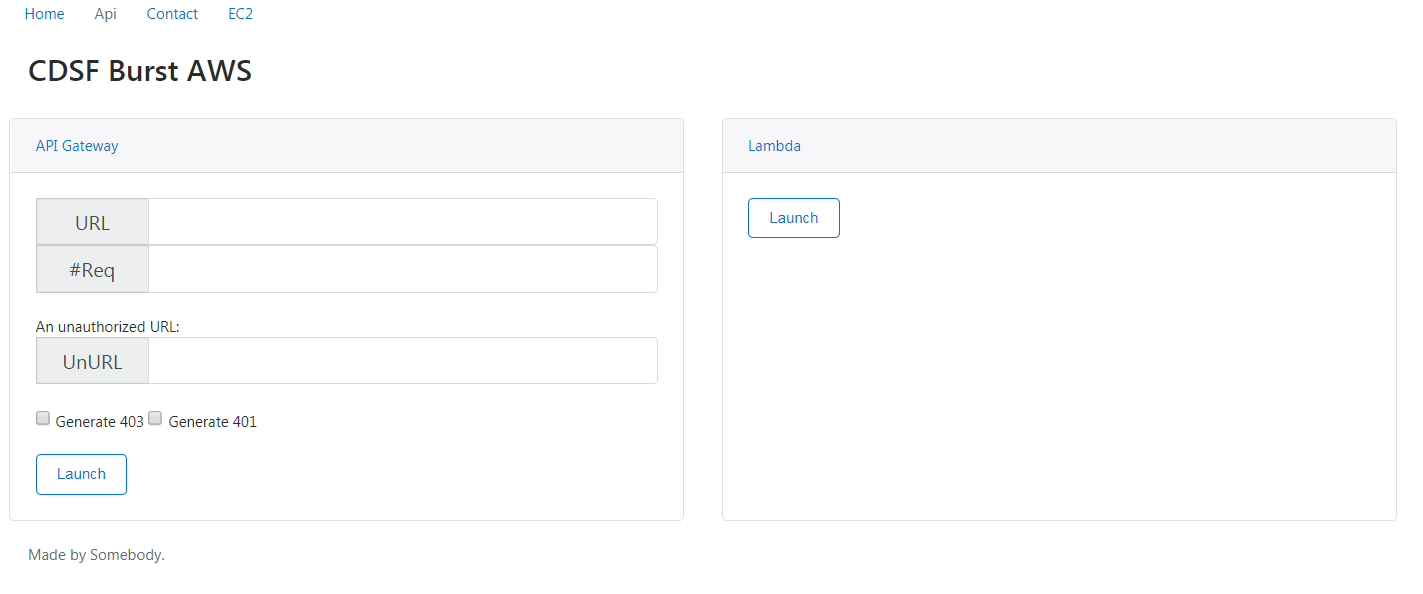 Home Api Contact EC2
CDSF Burst AWS
API Gateway
URL
#Req
An unauthorized URL:
UnURL
Generate 403 Generate 401
Launch
Lambda
Launch
Made by Somebody.